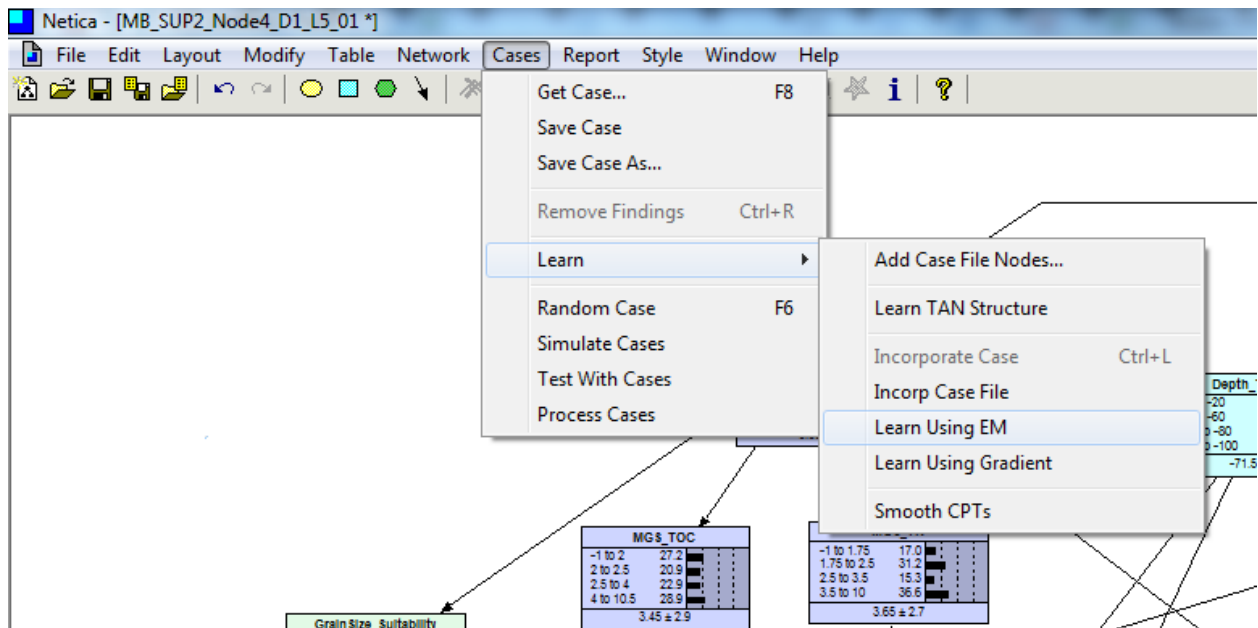 Netica - [MB_SUP2_Node4_D1_L5_01 *]
File Edit Layout Modify Table Network Cases Report Style Window Help
Get Case... F8
Save Case
Save Case As...
Remove Findings Ctrl+R
Learn
Random Case F6
Simulate Cases
Test With Cases
Process Cases
Add Case File Nodes...
Learn TAN Structure
Incorporate Case Ctrl+L
Incorp Case File
Learn Using EM
Learn Using Gradient
Smooth CPTs
Depth_
-20
-60
-80
-100
-71.5
MGS_TOC
-1 to 2 27.2
2 to 2.5 20.9
2.5 to 4 22.9
4 to 10.5 28.9
3.45 ± 2.9
-1 to 1.75 17.0
1.75 to 2.5 31.2
2.5 to 3.5 15.3
3.5 to 10 36.6
3.65 ± 2.7
GrainSize_Suitability